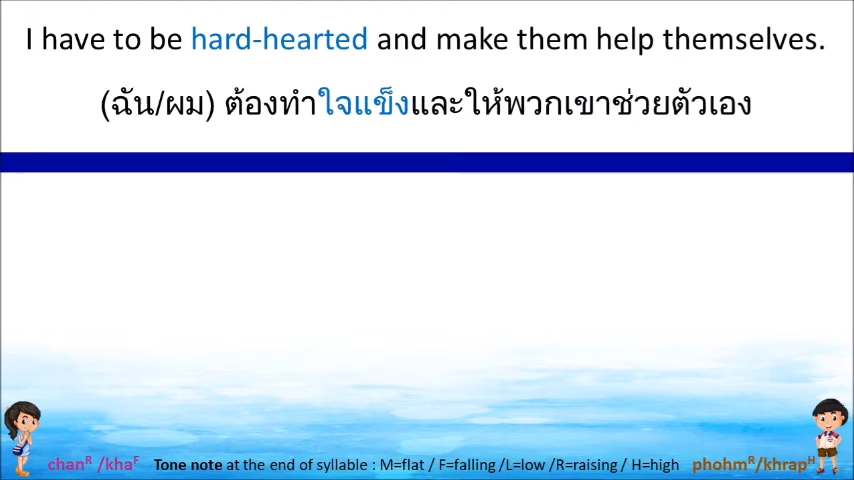 I have to be hard-hearted and make them help themselves.
(ฉัน/ผม) ต้องทำใจแข็งและให้พวกเขาช่วยตัวเอง
chanᴿ /khaF Tone note at the end of syllable : M=flat / F=falling /L=low /R=raising / H=high phohmᴿ/khrapᴴ